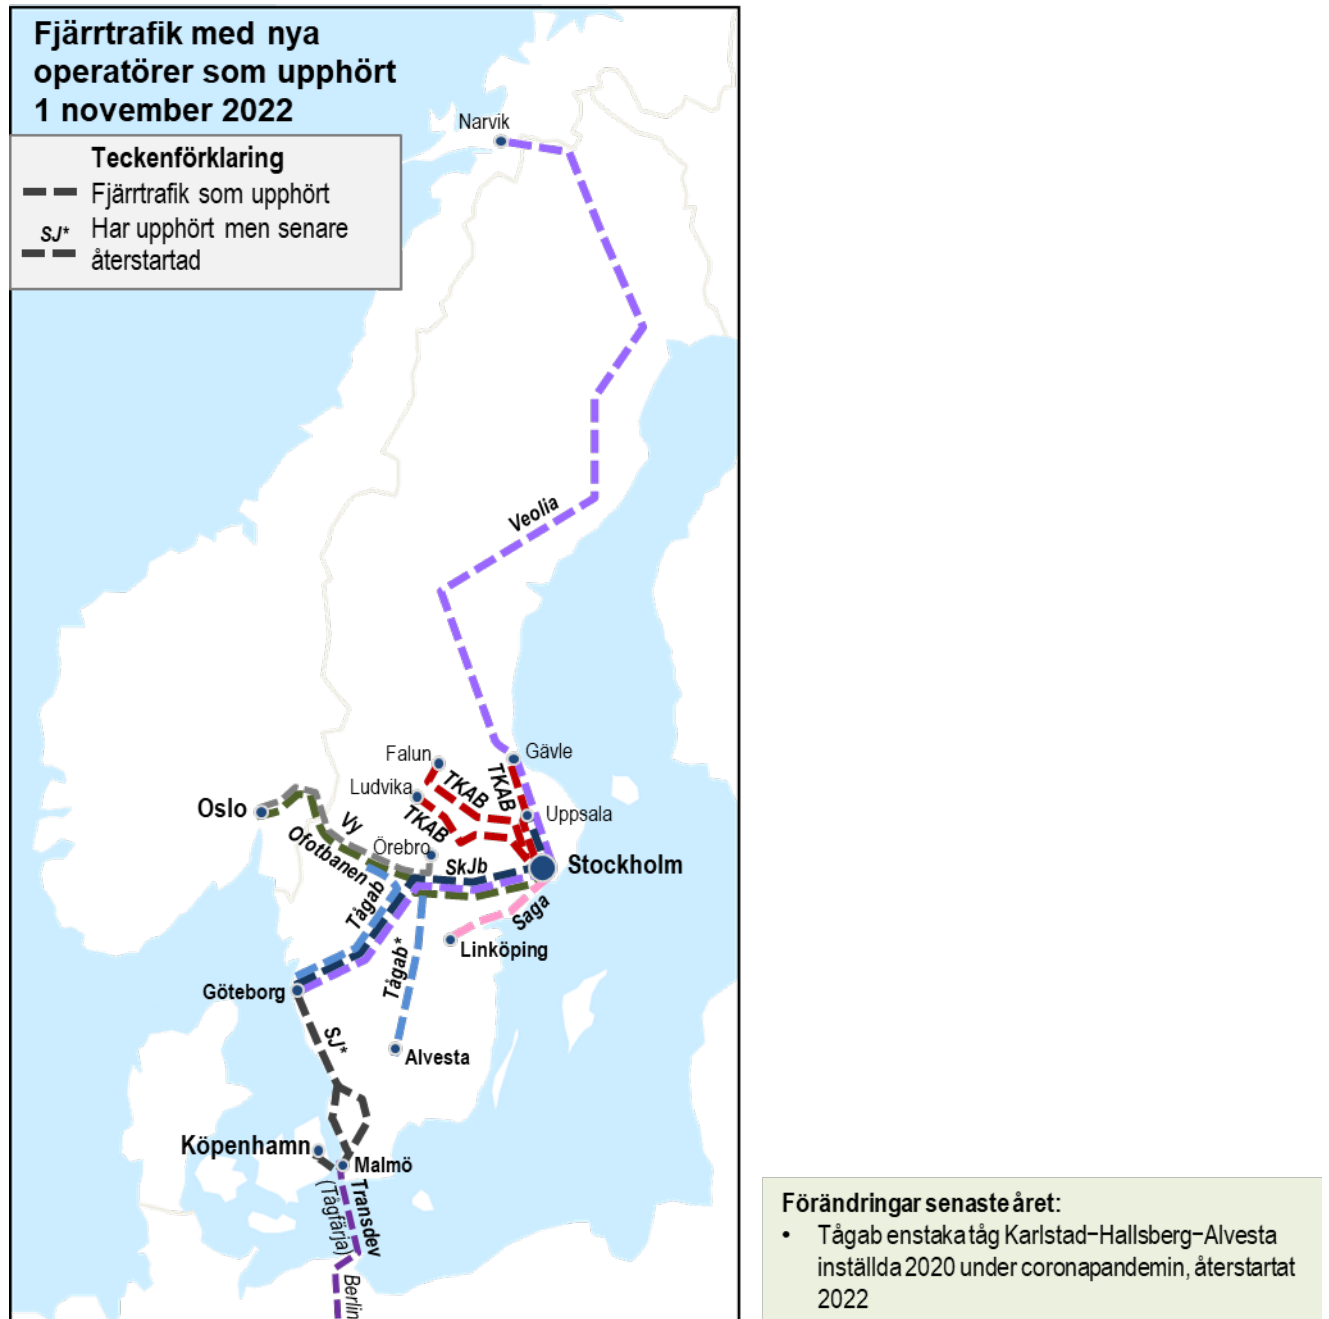 Fjärrtrafik med nya
operatörer som upphört
1 november 2022
Teckenförklaring
Fjärrtrafik som upphört
SJ*
Har upphört men senare
återstartad
Narvik
Veolia
Falun
Gävle
TKAB
TKAB
Ludvika
TKAB
Uppsala
Oslo
Vy
Ofotbanen
Örebro
SkJb
Stockholm
Tågab
Saga
Linköping
Tågab*
Göteborg
SJ*
Alvesta
Köpenhamn
Malmö
Transdev
(Tågfärja)
Berlin
Förändringar senaste året:
• Tågab enstaka tåg Karlstad–Hallsberg–Alvesta
inställda 2020 under coronapandemin, återstartat
2022